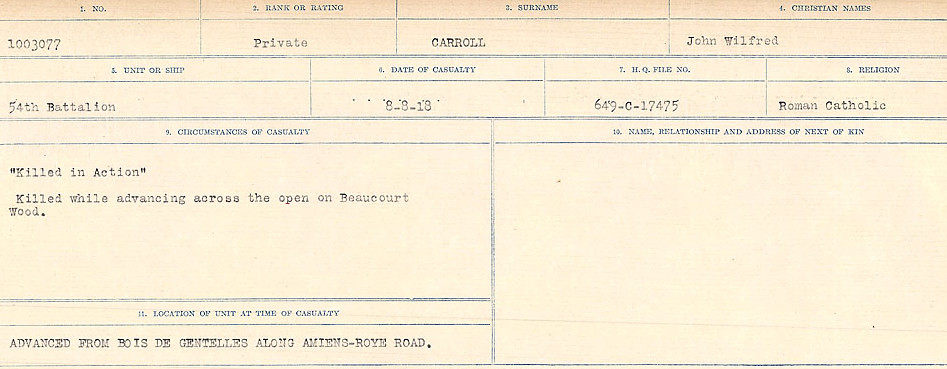 1. NO.
2. RANK OR RATING
3. SURNAME
4. CHRISTIAN NAMES
1003077
Private
CARROLL
John Wilfred
5. UNIT OR SHIP
6. DATE OF CASUALTY
7. H. Q. FILE NO.
8. RELIGION
54th Battalion
8-8-18
649-C-17475
Roman Catholic
9. CIRCUMSTANCES OF CASUALTY
10. NAME, RELATIONSHIP AND ADDRESS OF NEXT OF KIN
"Killed in Action"
Killed while advancing across the open on Beaucourt
Wood.
11. LOCATION OF UNIT AT TIME OF CASUALTY
ADVANCED FROM BOIS DE GENTELLES ALONG AMIENS-ROYE ROAD.